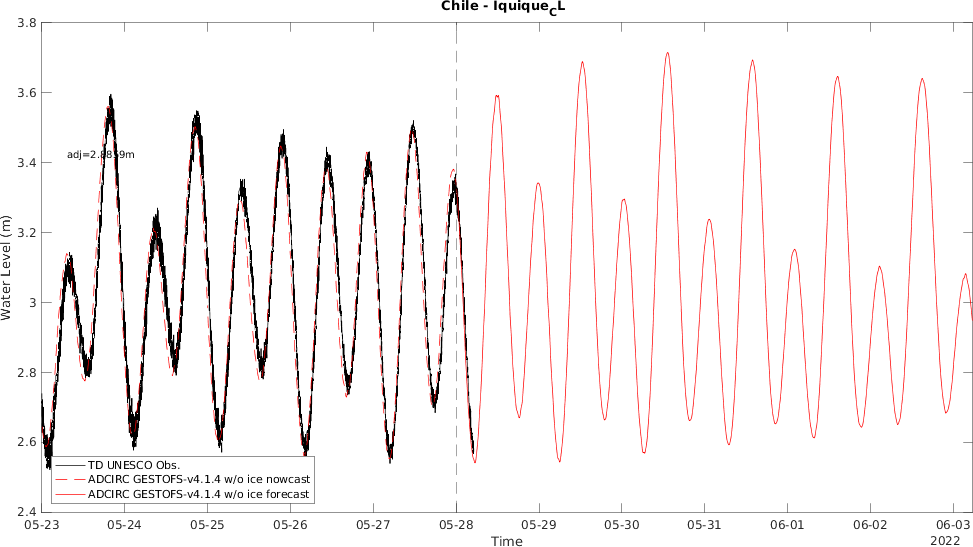 Chile - Iquique_CL
3.8
3.6
3.4
3.2
3
2.8
2.6
2.4
Water Level (m)
adj=2.8859m
TD UNESCO Obs.
ADCIRC GESTOFS-v4.1.4 w/o ice nowcast
ADCIRC GESTOFS-v4.1.4 w/o ice forecast
05-23 05-24 05-25 05-26 05-27 05-28 05-29 05-30 05-31 06-01 06-02 06-03
Time
2022